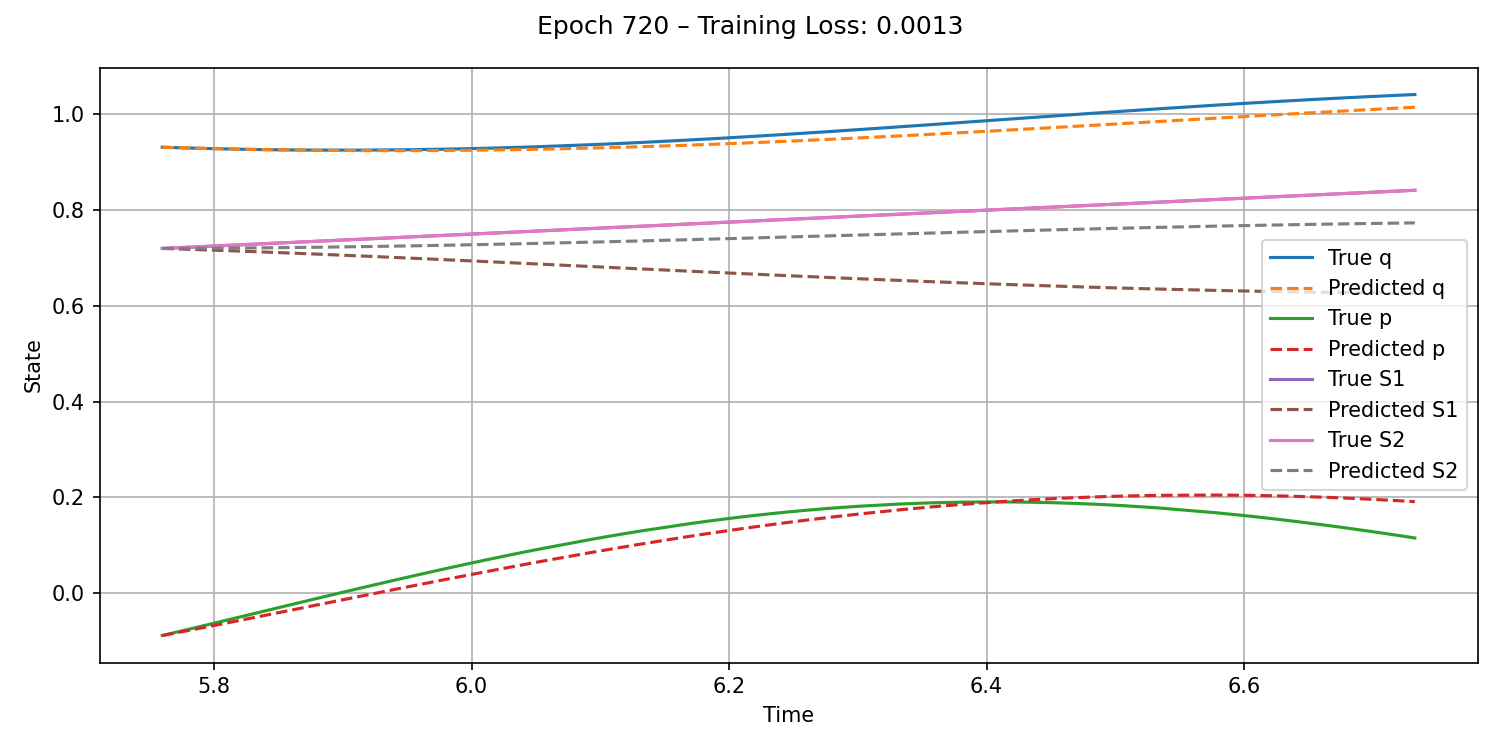 Epoch 720 – Training Loss: 0.0013
State
1.0
0.8
0.6
0.4
0.2
0.0
True q
Predicted q
True p
Predicted p
True S1
Predicted S1
True S2
Predicted S2
5.8
6.0
6.2
6.4
6.6
Time